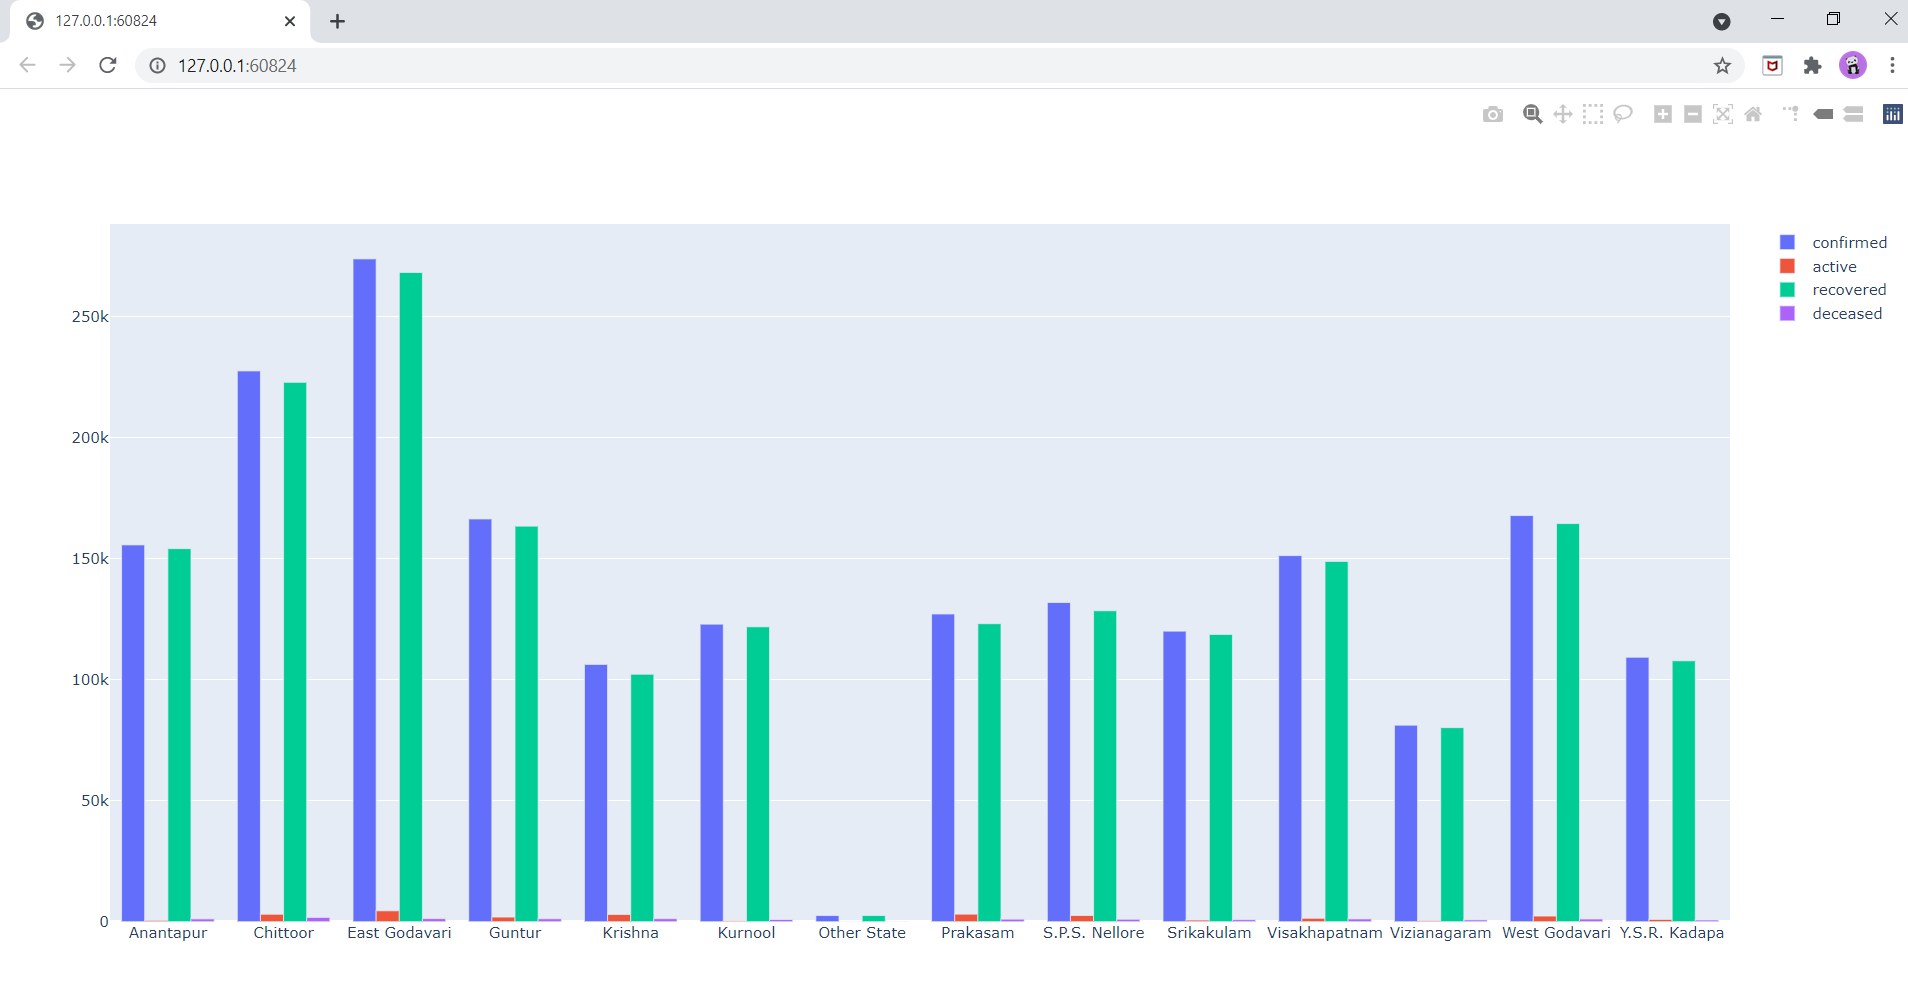 127.0.0.1:60824
127.0.0.1:60824
confirmed
active
recovered
deceased
250k
200k
150k
100k
50k
0
Anantapur Chittoor East Godavari Guntur Krishna Kurnool Other State Prakasam S.P.S. Nellore Srikakulam Visakhapatnam Vizianagaram West Godavari Y.S.R. Kadapa